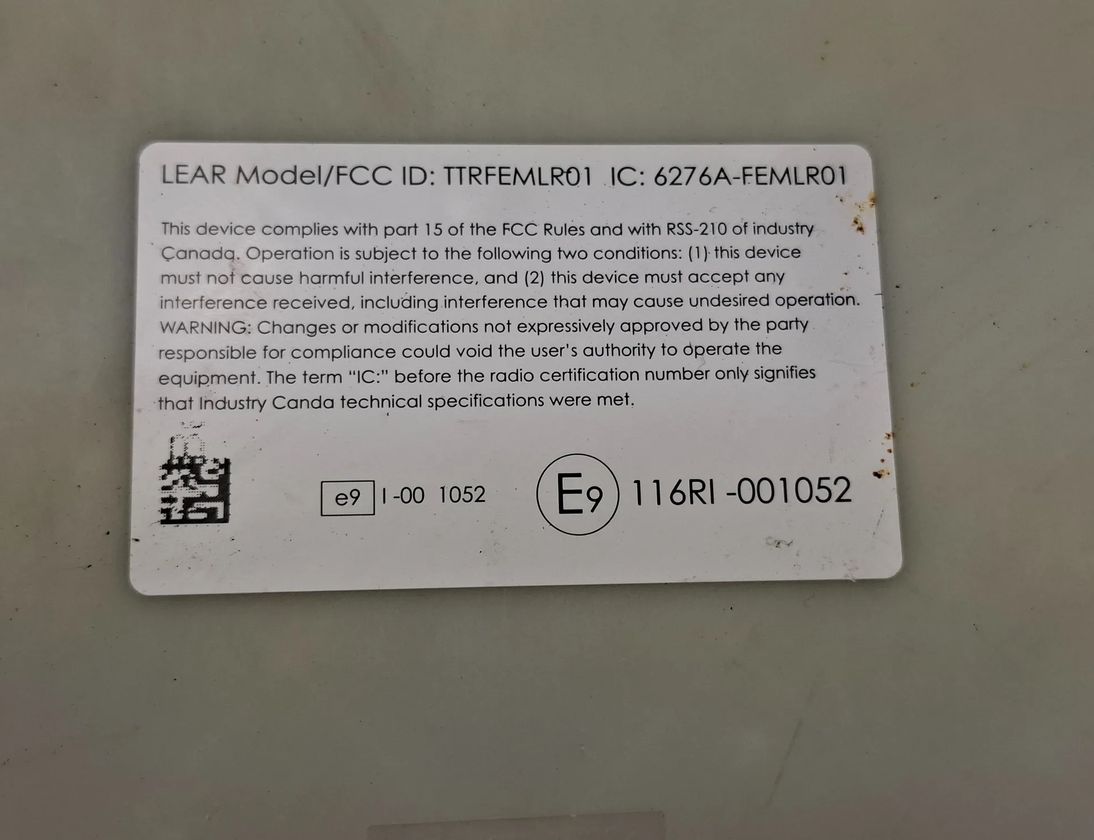 LEAR Model/FCC ID: TTRFEMLR01 IC: 6276A-FEMLR01
This device complies with part 15 of the FCC Rules and with RSS-210 of industry
Canada. Operation is subject to the following two conditions: (1) this device
must not cause harmful interference, and (2) this device must accept any
interference received, including interference that may cause undesired operation.
WARNING: Changes or modifications not expressively approved by the party
responsible for compliance could void the user's authority to operate the
equipment. The term "IC:" before the radio certification number only signifies
that Industry Canda technical specifications were met.
e9 I-00 1052 E9 116RI-001052